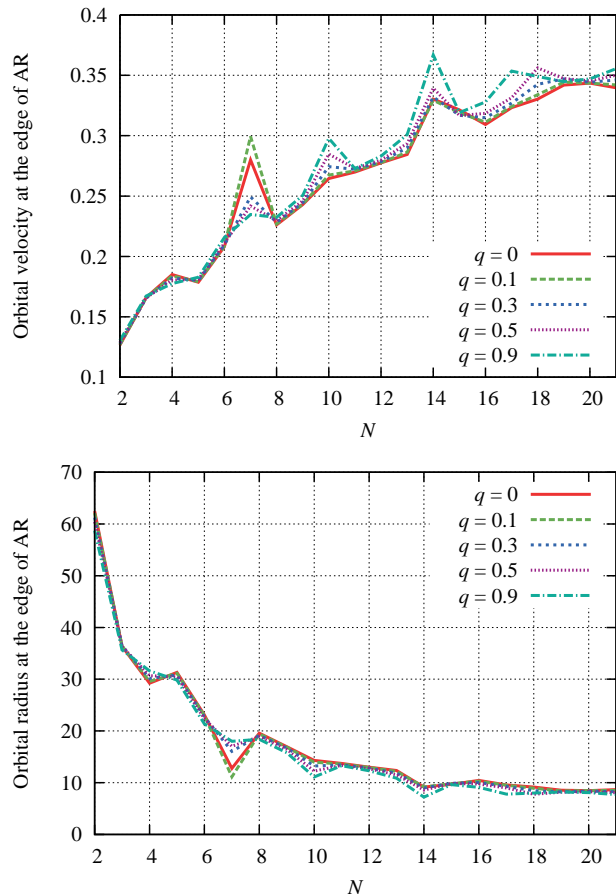 0.4
0.35
0.3
0.25
0.2
0.15
0.1
Orbital velocity at the edge of AR
q = 0
q = 0.1
q = 0.3
q = 0.5
q = 0.9
2 4 6 8 10 12 14 16 18 20
N
70
60
50
40
30
20
10
0
Orbital radius at the edge of AR
q = 0
q = 0.1
q = 0.3
q = 0.5
q = 0.9
2 4 6 8 10 12 14 16 18 20
N